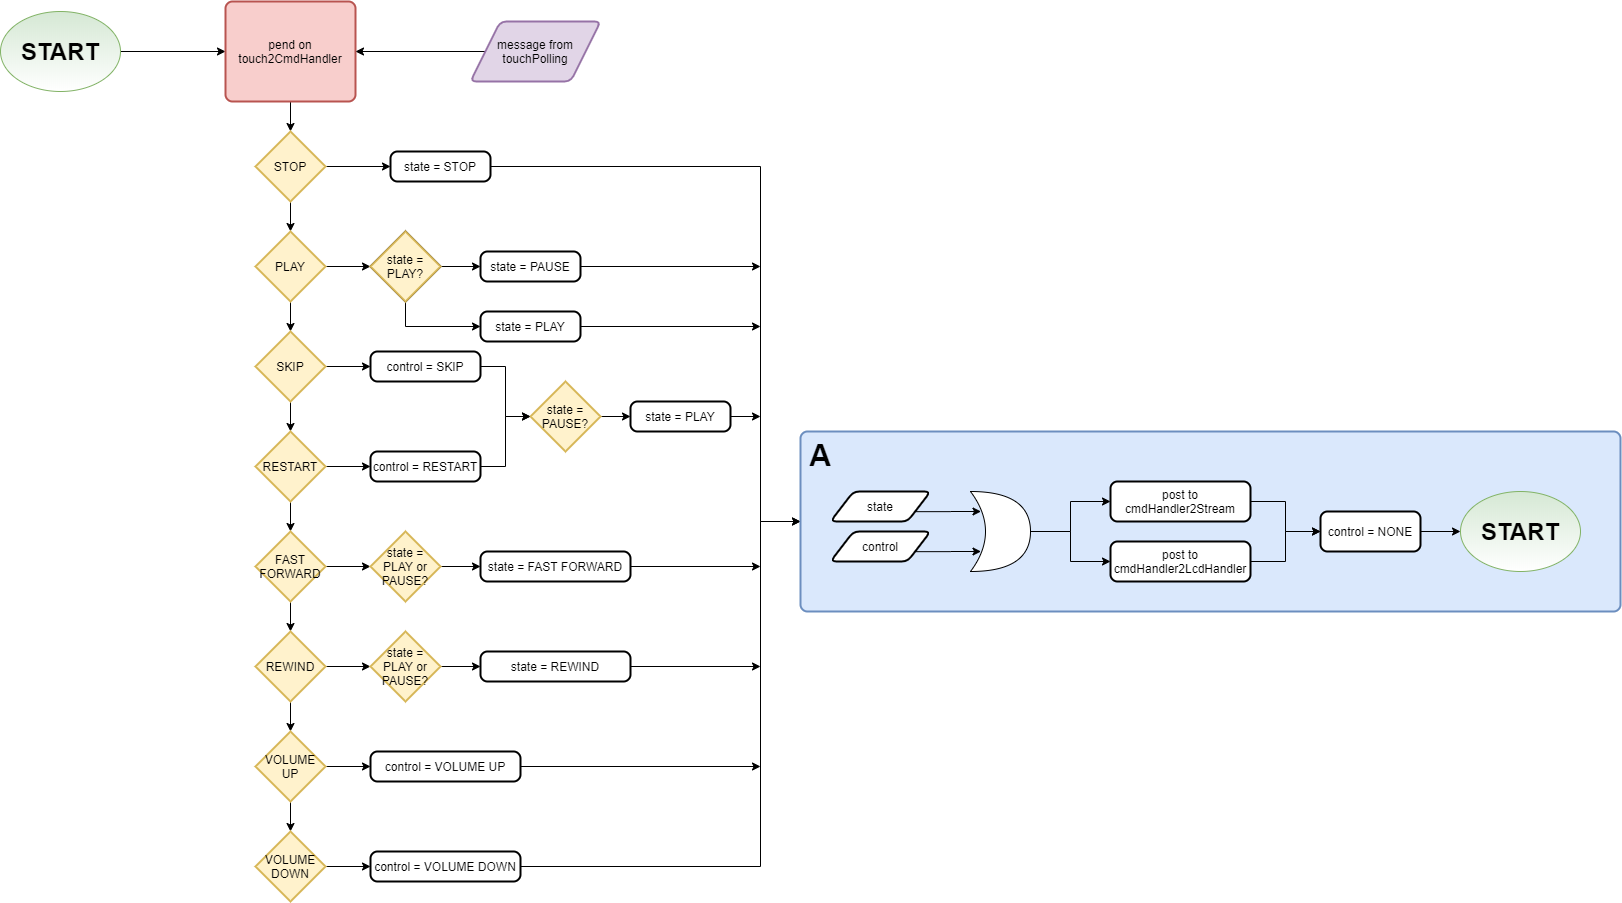 START
pend on
touch2CmdHandler
message from
touchPolling
STOP
state = STOP
PLAY
state =
PLAY?
state = PAUSE
state = PLAY
SKIP
control = SKIP
state =
PAUSE?
state = PLAY
RESTART
control = RESTART
FAST
FORWARD
state =
PLAY or
PAUSE?
state = FAST FORWARD
REWIND
state =
PLAY or
PAUSE?
state = REWIND
VOLUME
UP
control = VOLUME UP
VOLUME
DOWN
control = VOLUME DOWN
A
state
control
post to
cmdHandler2Stream
post to
cmdHandler2LcdHandler
control = NONE
START